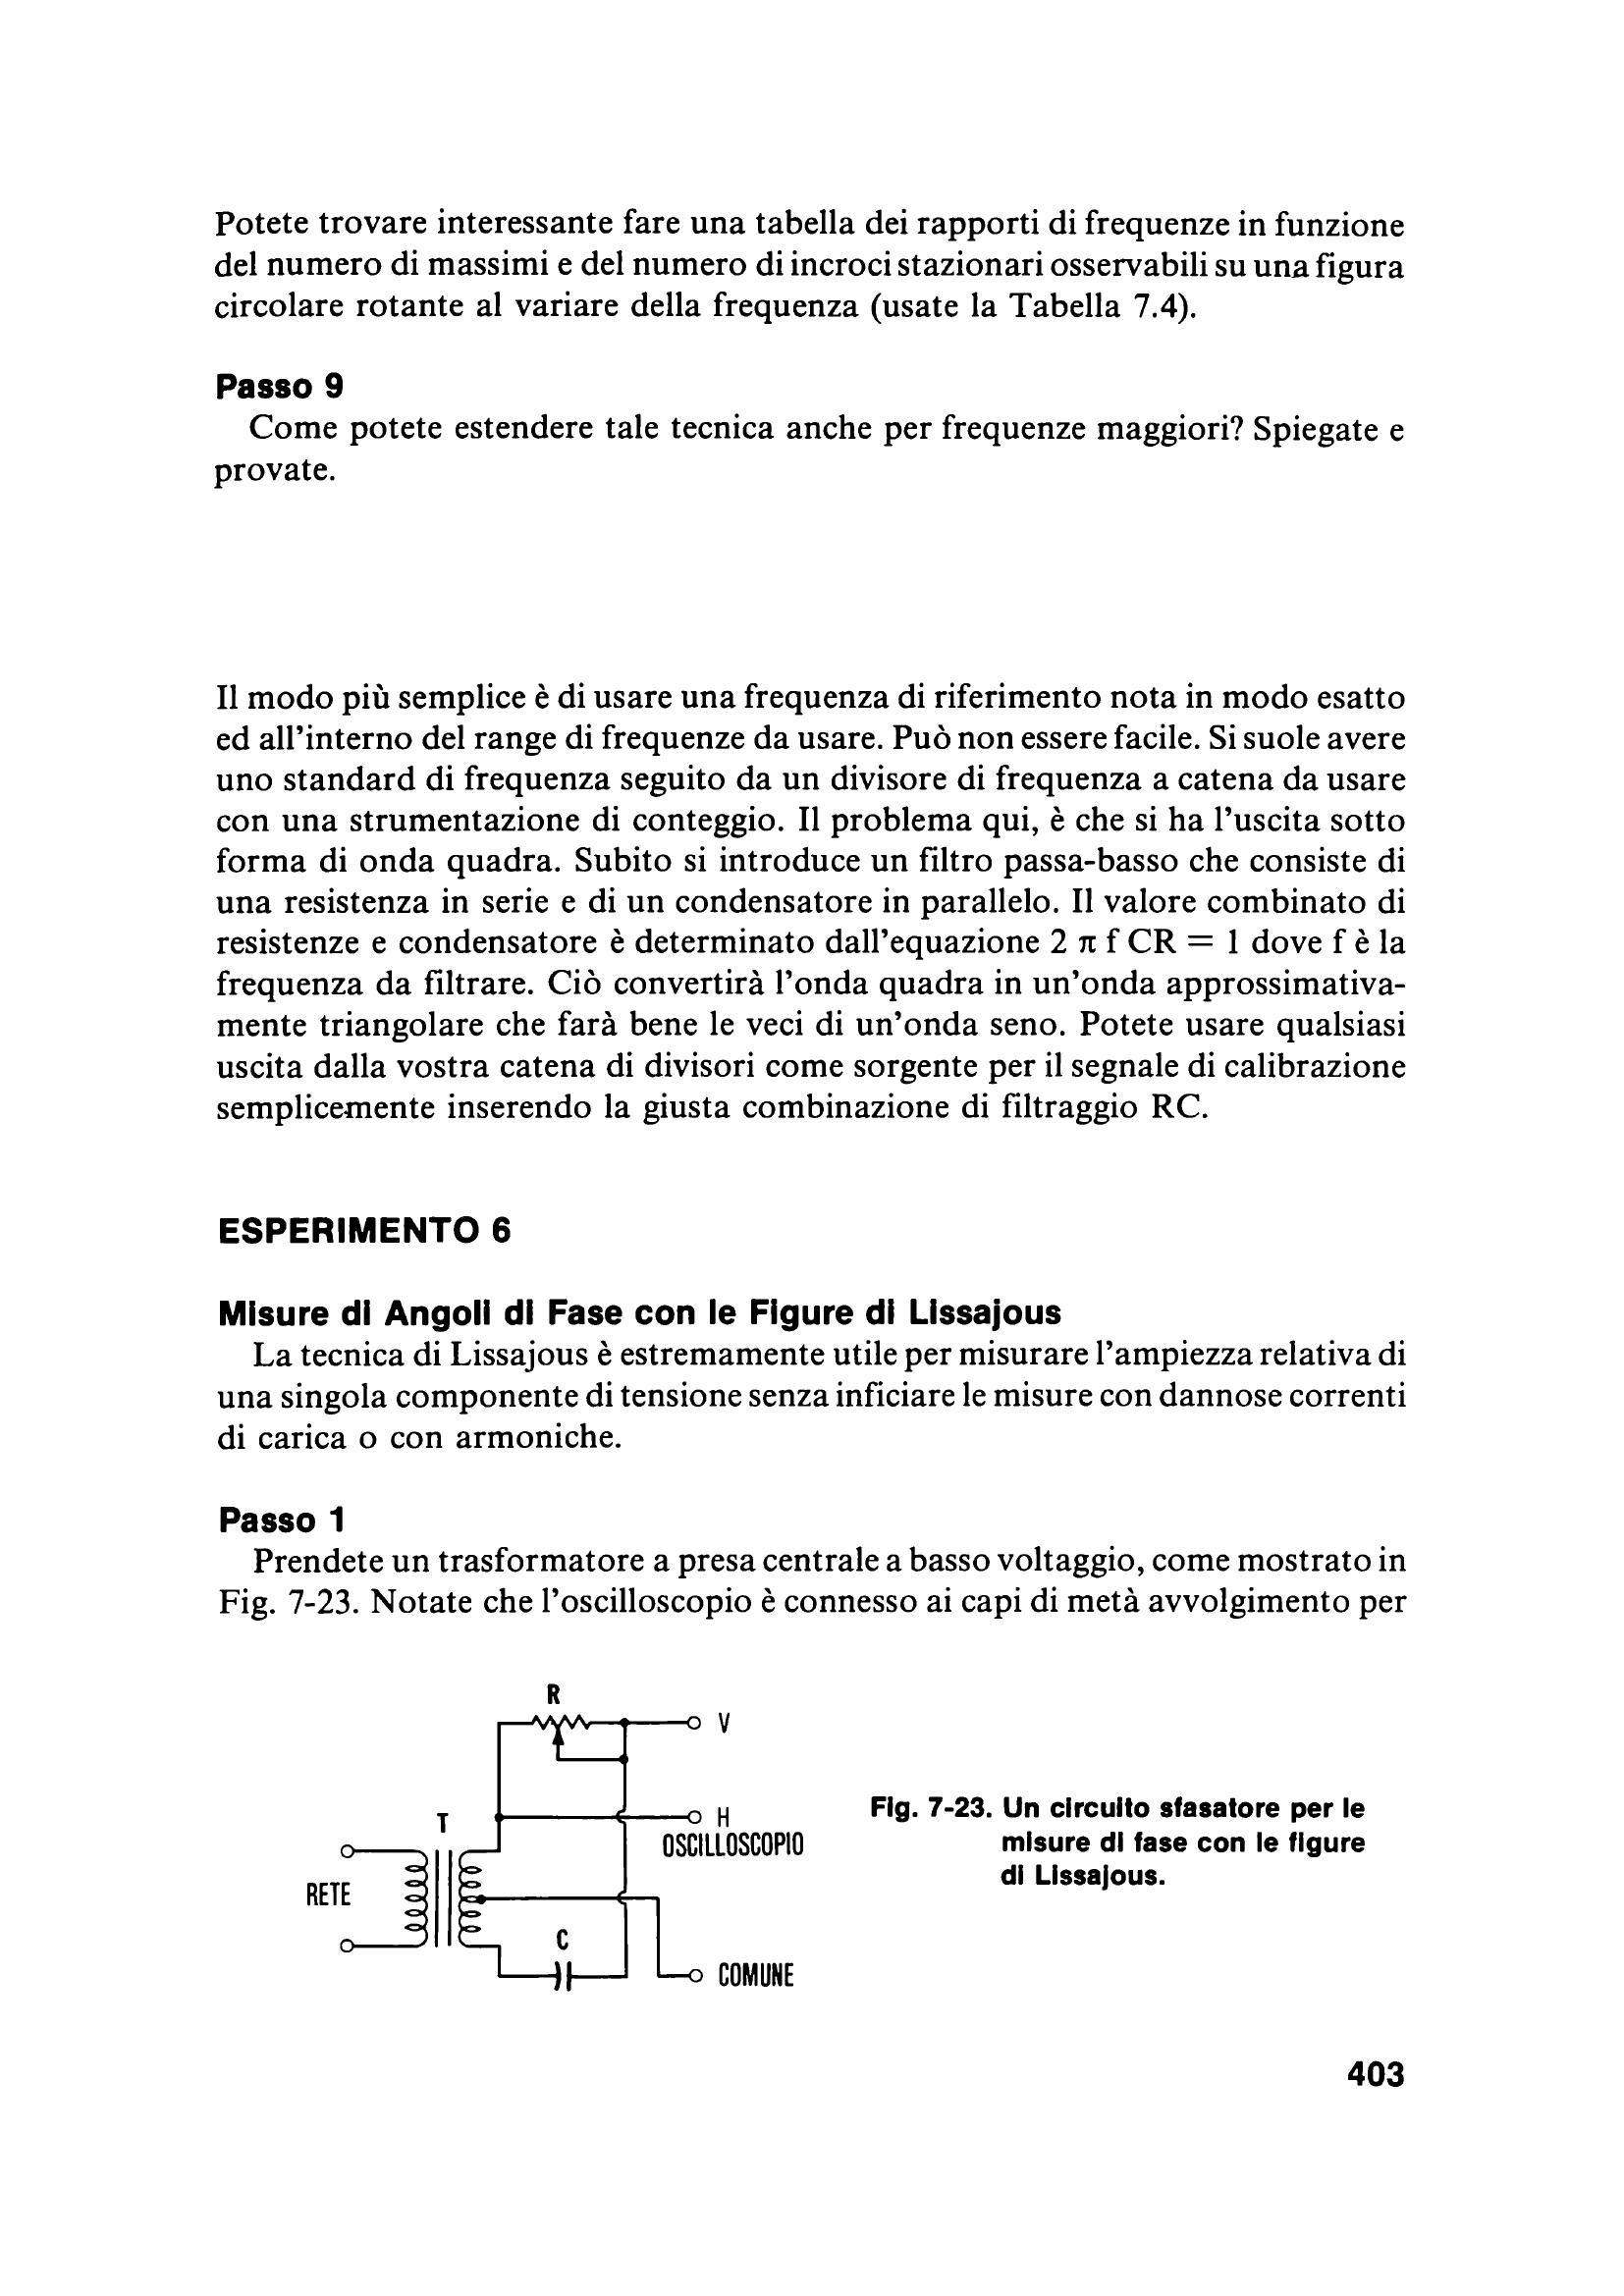 Potete trovare interessante fare una tabella dei rapporti di frequenze in funzione
del numero di massimi e del numero di incroci stazionari osservabili su una figura
circolare rotante al variare della frequenza (usate la Tabella 7.4).
Passo 9
Come potete estendere tale tecnica anche per frequenze maggiori? Spiegate e
provate.
Il modo più semplice è di usare una frequenza di riferimento nota in modo esatto
ed all'interno del range di frequenze da usare. Può non essere facile. Si suole avere
uno standard di frequenza seguito da un divisore di frequenza a catena da usare
con una strumentazione di conteggio. Il problema qui, è che si ha l'uscita sotto
forma di onda quadra. Subito si introduce un filtro passa-basso che consiste di
una resistenza in serie e di un condensatore in parallelo. Il valore combinato di
resistenze e condensatore è determinato dall'equazione 2 π f CR = 1 dove f è la
frequenza da filtrare. Ciò convertirà l'onda quadra in un'onda approssimativa-
mente triangolare che farà bene le veci di un'onda seno. Potete usare qualsiasi
uscita dalla vostra catena di divisori come sorgente per il segnale di calibrazione
semplicemente inserendo la giusta combinazione di filtraggio RC.
ESPERIMENTO 6
Misure di Angoli di Fase con le Figure di Lissajous
La tecnica di Lissajous è estremamente utile per misurare l'ampiezza relativa di
una singola componente di tensione senza inficiare le misure con dannose correnti
di carica o con armoniche.
Passo 1
Prendete un trasformatore a presa centrale a basso voltaggio, come mostrato in
Fig. 7-23. Notate che l'oscilloscopio è connesso ai capi di metà avvolgimento per
R
V
T
H
OSCILLOSCOPIO
RETE
C
COMUNE
Fig. 7-23. Un circuito sfasatore per le
misure di fase con le figure
di Lissajous.
403